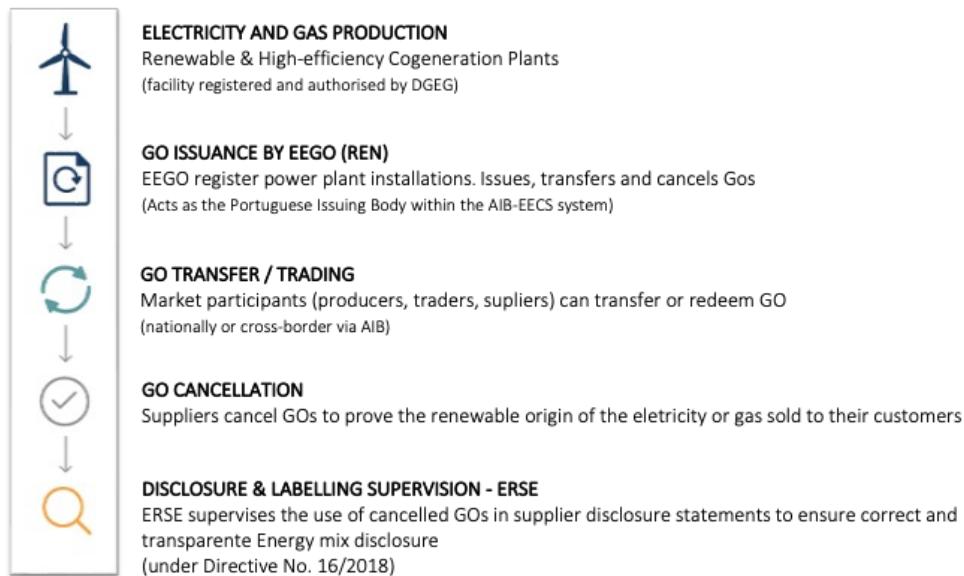 ELECTRICITY AND GAS PRODUCTION
Renewable & High-efficiency Cogeneration Plants
(facility registered and authorised by DGEG)
GO ISSUANCE BY EEGO (REN)
EEGO register power plant installations. Issues, transfers and cancels Gos
(Acts as the Portuguese Issuing Body within the AIB-EECS system)
GO TRANSFER / TRADING
Market participants (producers, traders, supliers) can transfer or redeem GO
(nationally or cross-border via AIB)
GO CANCELLATION
Suppliers cancel GOs to prove the renewable origin of the eletricity or gas sold to their customers
DISCLOSURE & LABELLING SUPERVISION - ERSE
ERSE supervises the use of cancelled GOs in supplier disclosure statements to ensure correct and
transparente Energy mix disclosure
(under Directive No. 16/2018)